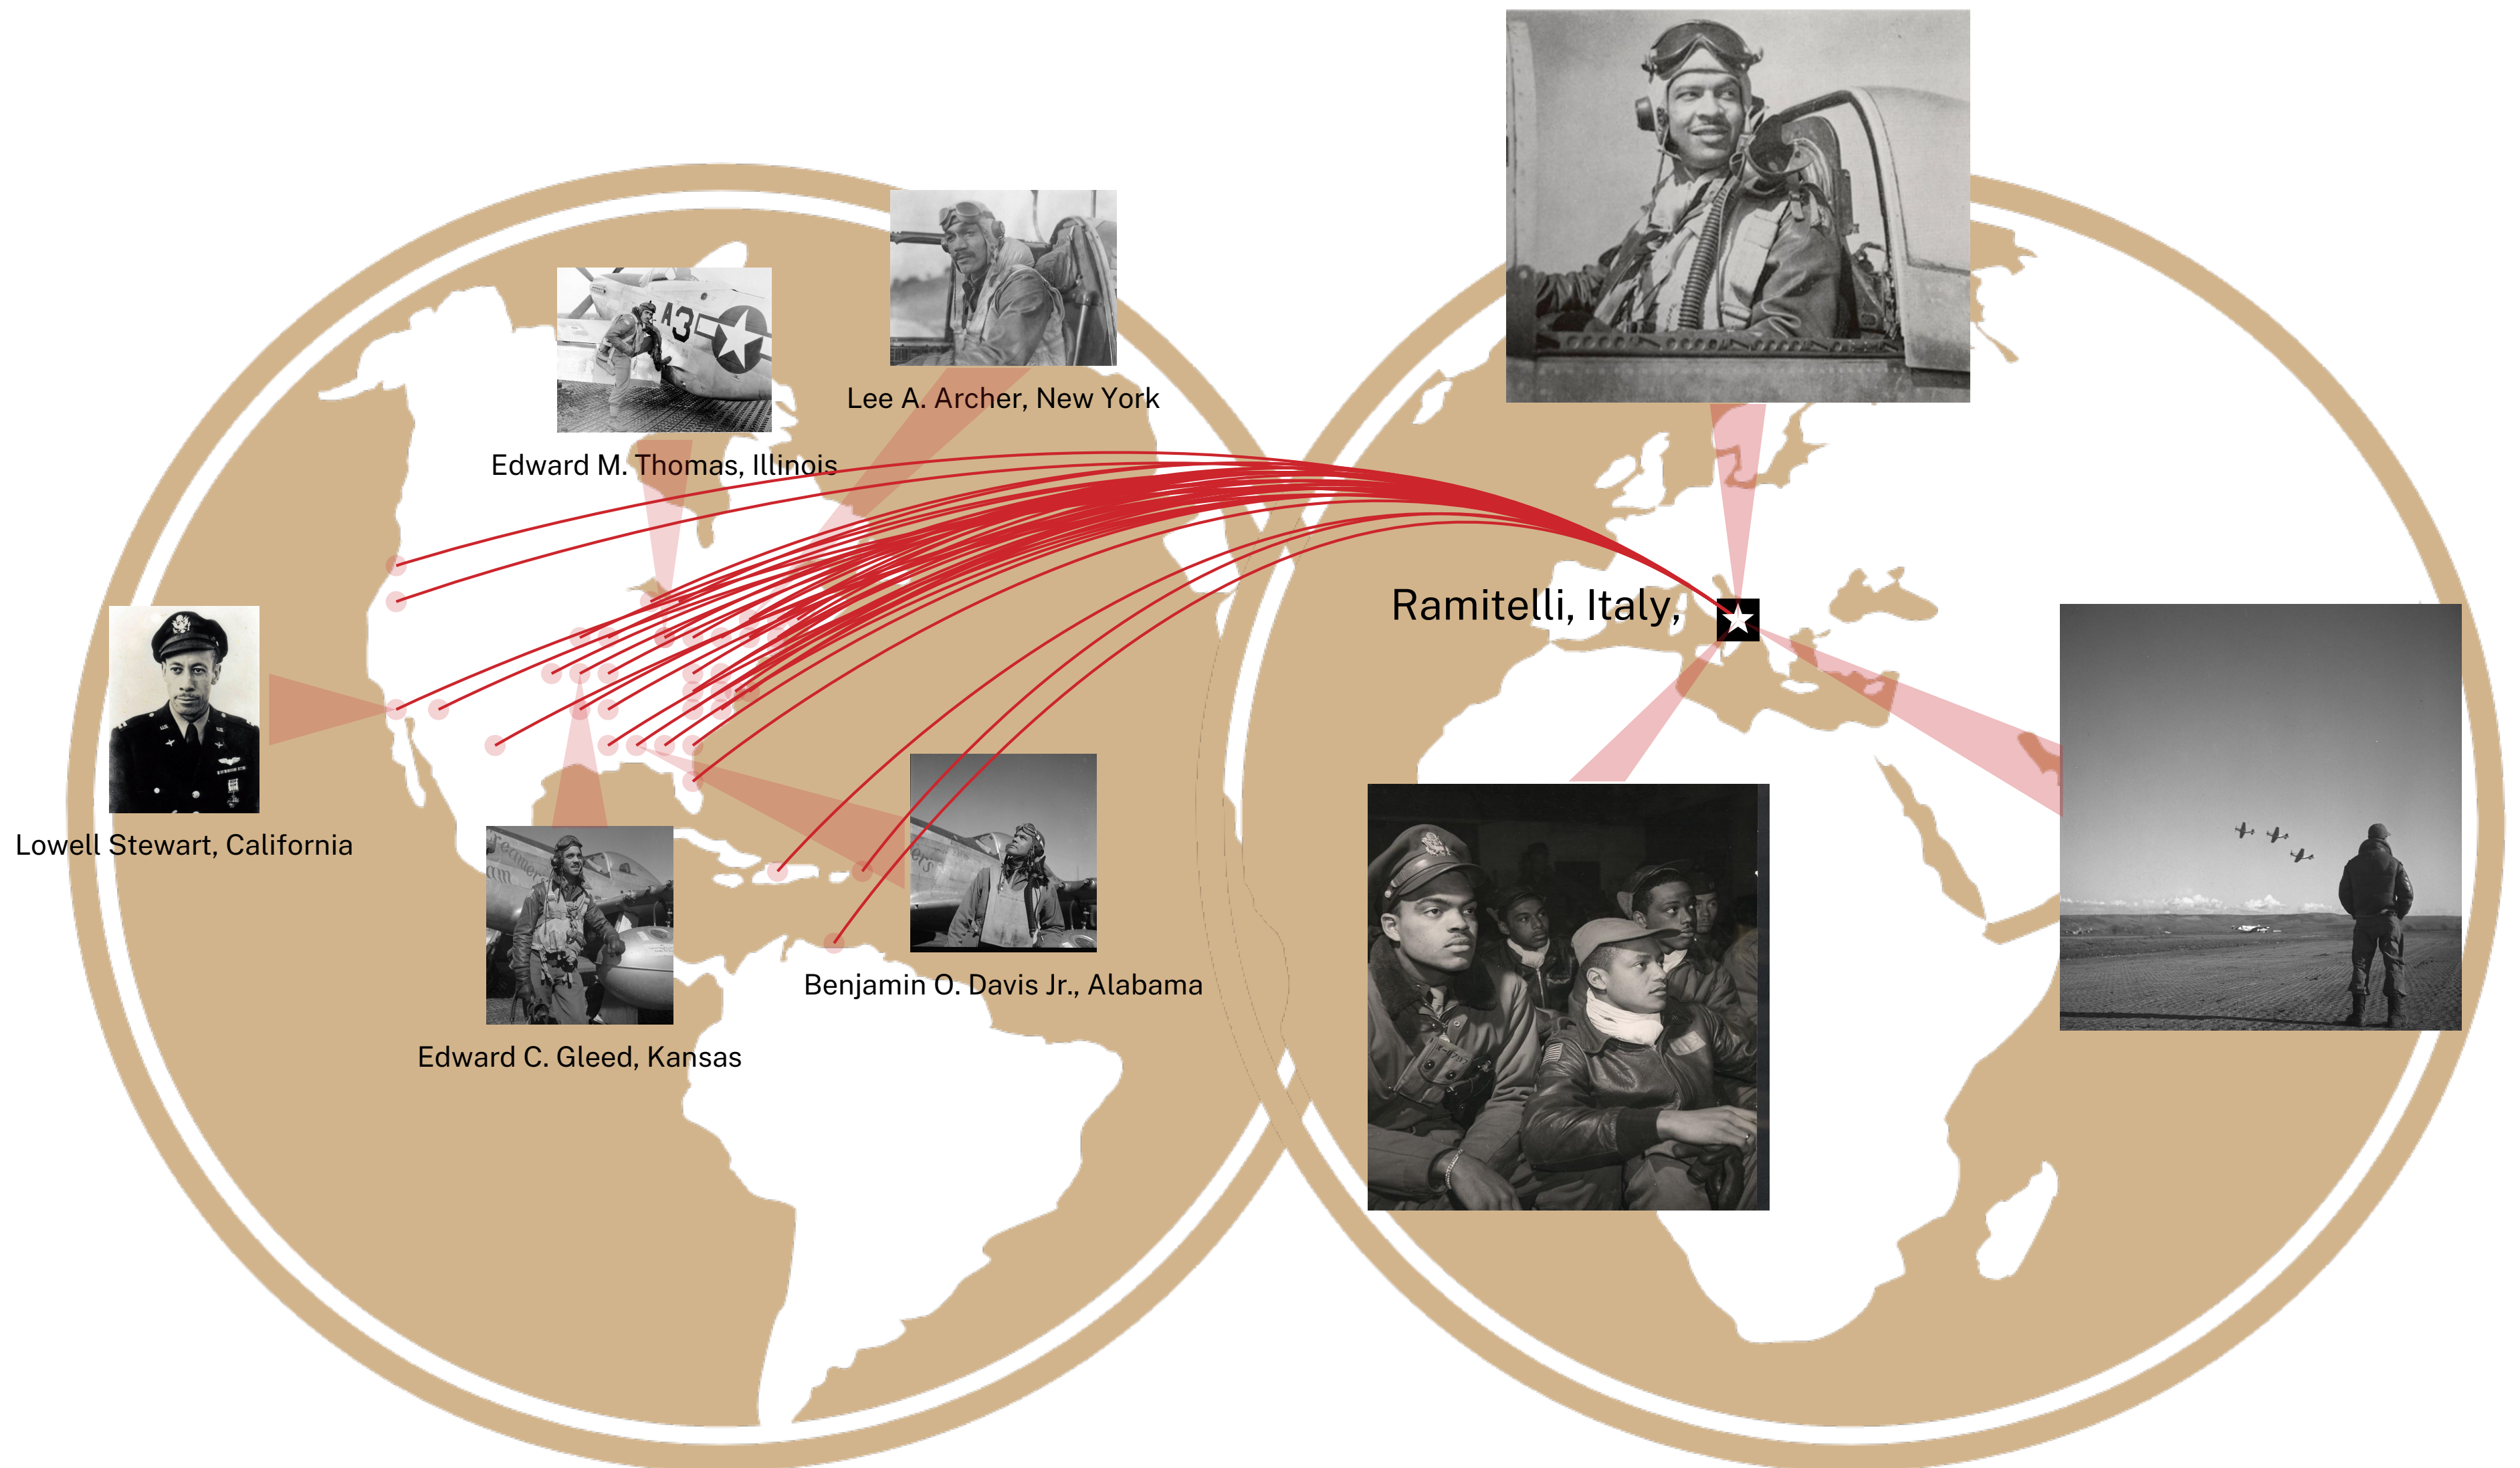 Lee A. Archer, New York
Edward M. Thomas, Illinois
A3
Ramitelli, Italy,
Lowell Stewart, California
Benjamin O. Davis Jr., Alabama
Edward C. Gleed, Kansas